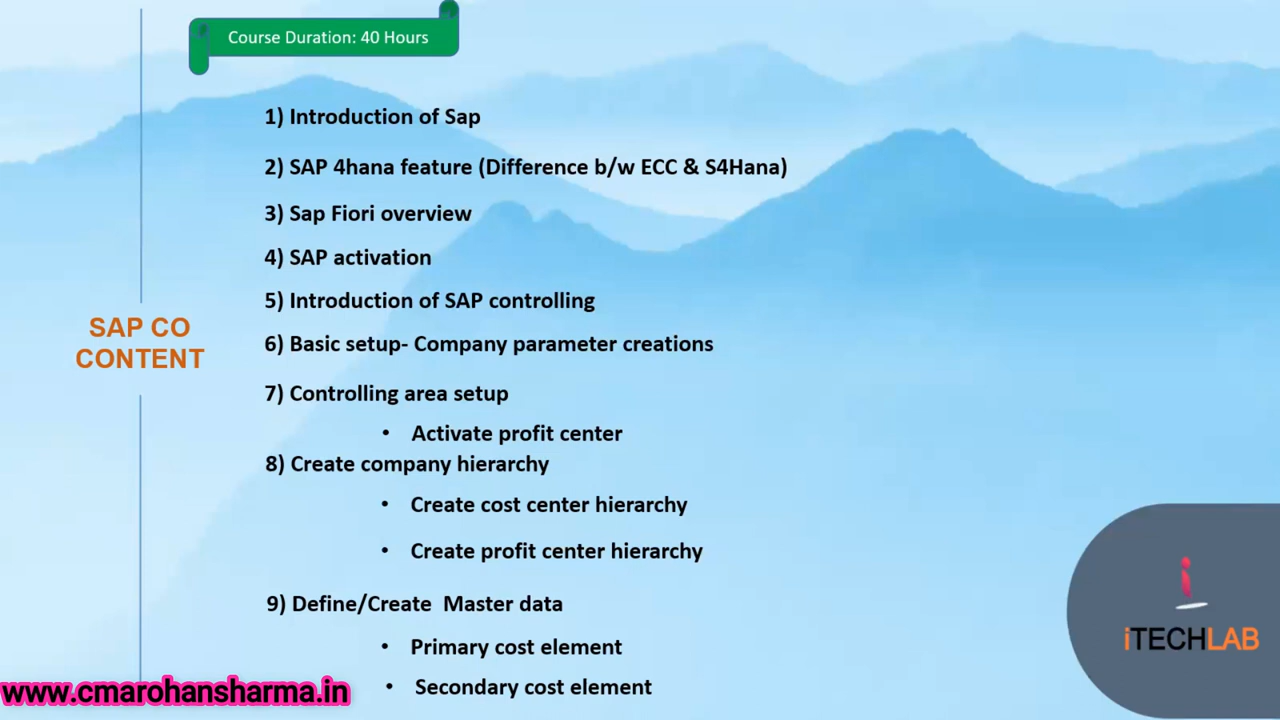 Course Duration: 40 Hours
1) Introduction of Sap
2) SAP 4hana feature (Difference b/w ECC & S4Hana)
3) Sap Fiori overview
4) SAP activation
5) Introduction of SAP controlling
SAP CO
CONTENT
6) Basic setup- Company parameter creations
7) Controlling area setup
• Activate profit center
8) Create company hierarchy
• Create cost center hierarchy
• Create profit center hierarchy
9) Define/Create Master data
• Primary cost element
• Secondary cost element
iTECHLAB
www.cmarohansharma.in